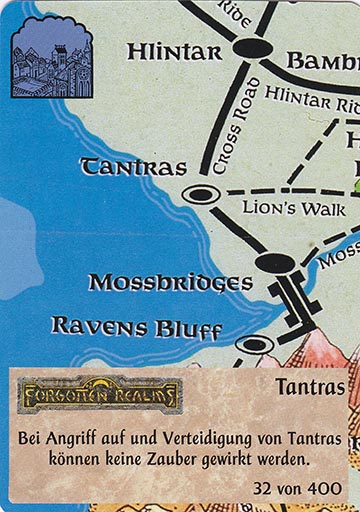 Ride
Hlintar
Bamb
Hlintar Rid
Cross Road
H
Tantras
Lion's Walk
Moss
Mossbridges
Ravens Bluff
FORGOTTEN REALMS
Tantras
Bei Angriff auf und Verteidigung von Tantras
können keine Zauber gewirkt werden.
32 von 400